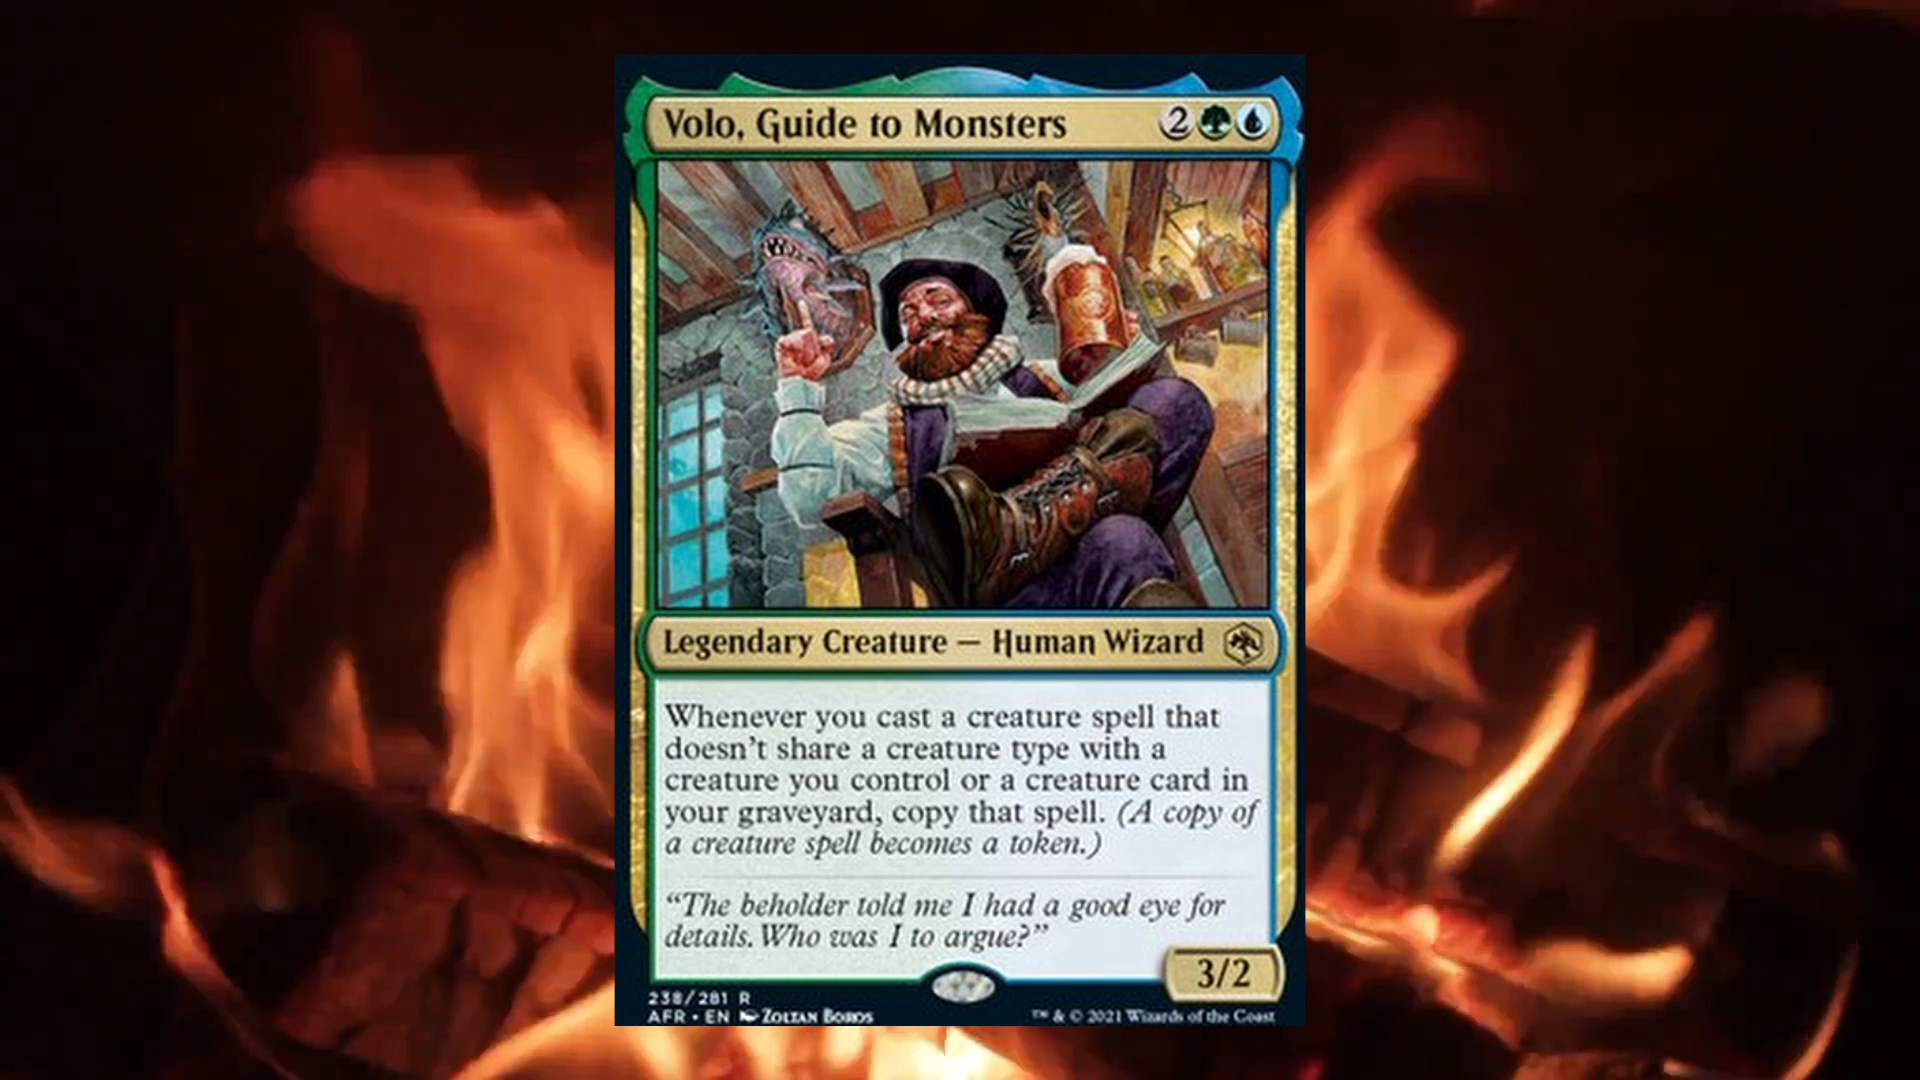 Volo, Guide to Monsters 2
Legendary Creature — Human Wizard
Whenever you cast a creature spell that
doesn't share a creature type with a
creature you control or a creature card in
your graveyard, copy that spell. (A copy of
a creature spell becomes a token.)
"The beholder told me I had a good eye for
details. Who was I to argue?"
3/2
238/281 R
AFR • EN Zoltan Boros
™ & © 2021 Wizards of the Coast